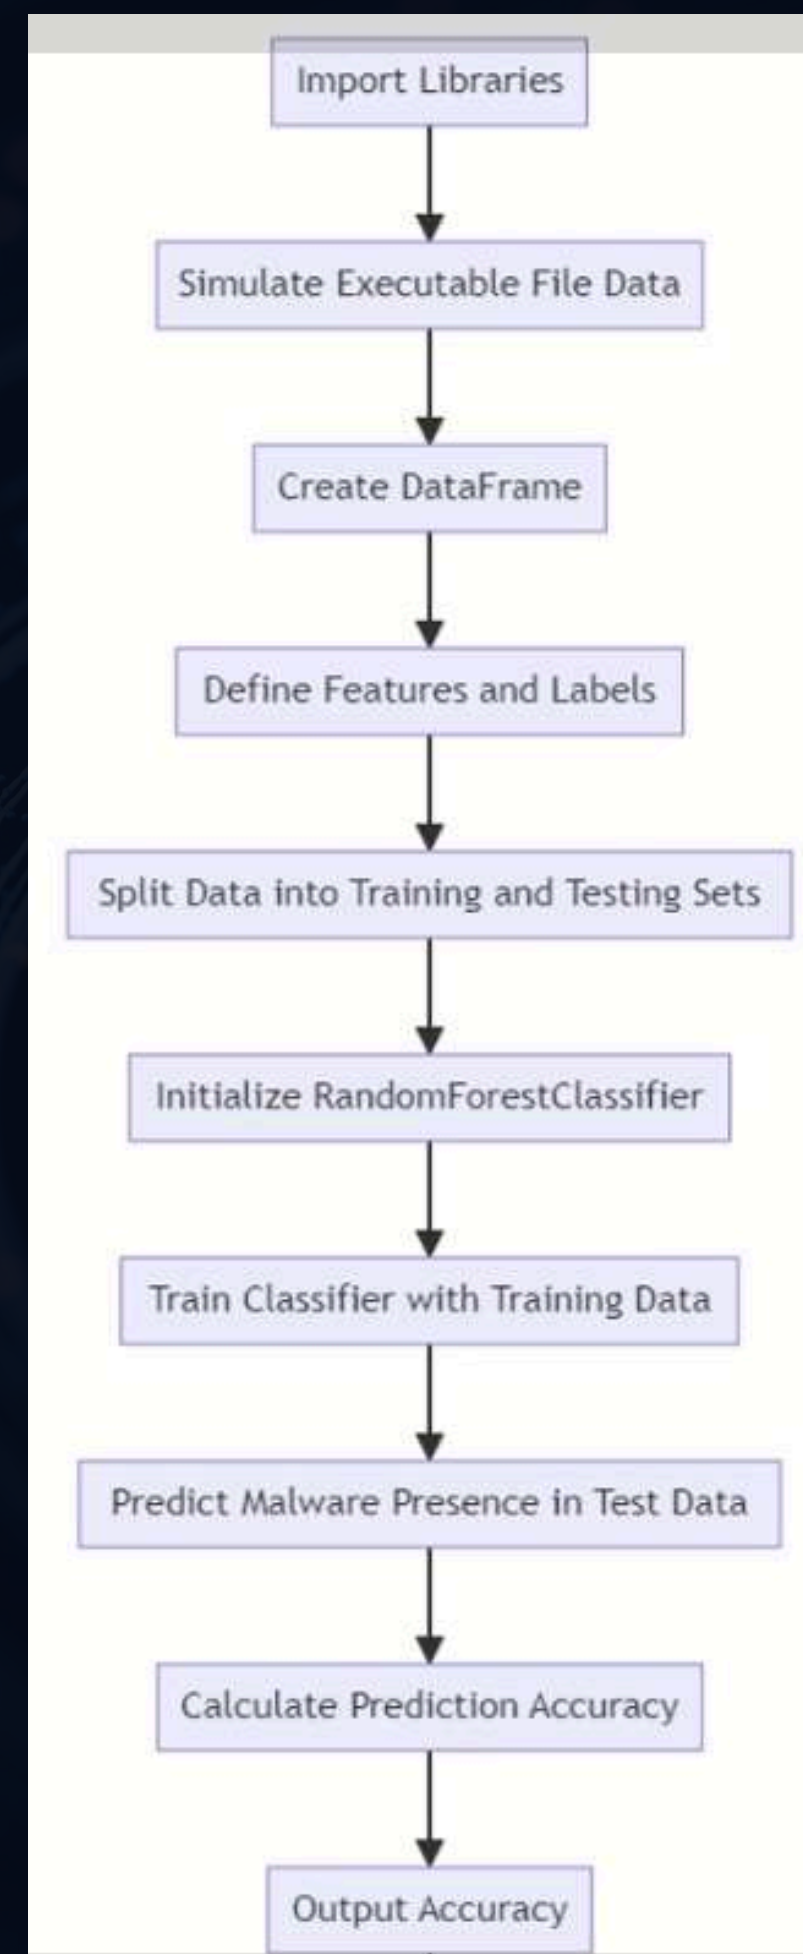 Import Libraries
Simulate Executable File Data
Create DataFrame
Define Features and Labels
Split Data into Training and Testing Sets
Initialize RandomForestClassifier
Train Classifier with Training Data
Predict Malware Presence in Test Data
Calculate Prediction Accuracy
Output Accuracy